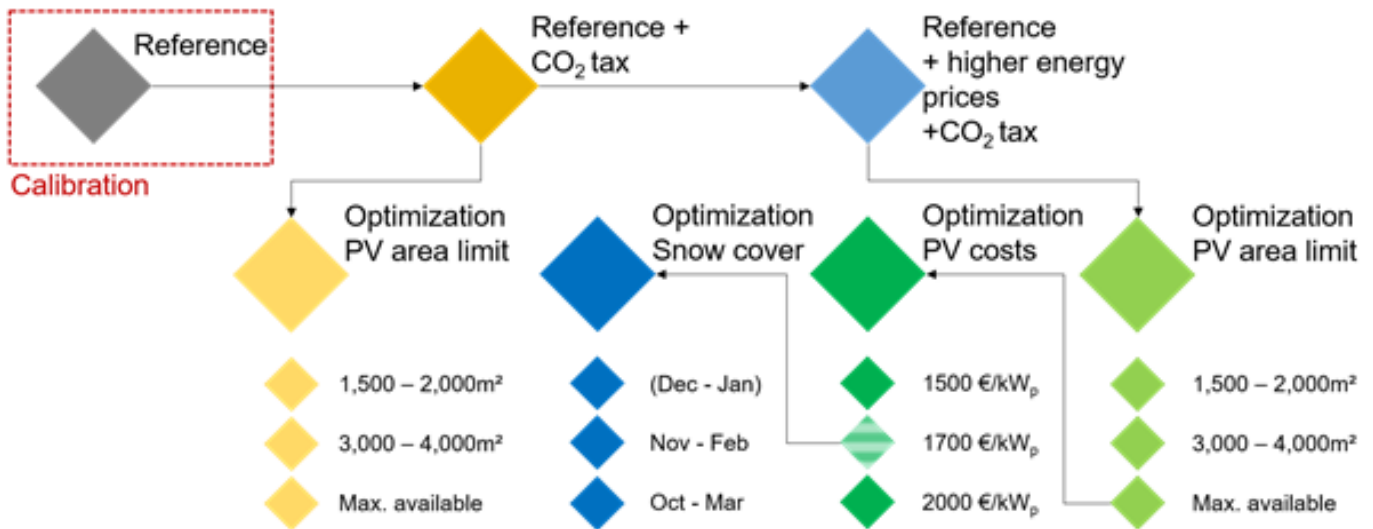 Reference
Calibration
Reference +
CO₂ tax
Reference
+ higher energy
prices
+CO₂ tax
Optimization
PV area limit
1,500 – 2,000m²
3,000 – 4,000m²
Max. available
Optimization
Snow cover
(Dec - Jan)
Nov - Feb
Oct - Mar
Optimization
PV costs
1500 €/kWₚ
1700 €/kWₚ
2000 €/kWₚ
Optimization
PV area limit
1,500 – 2,000m²
3,000 – 4,000m²
Max. available